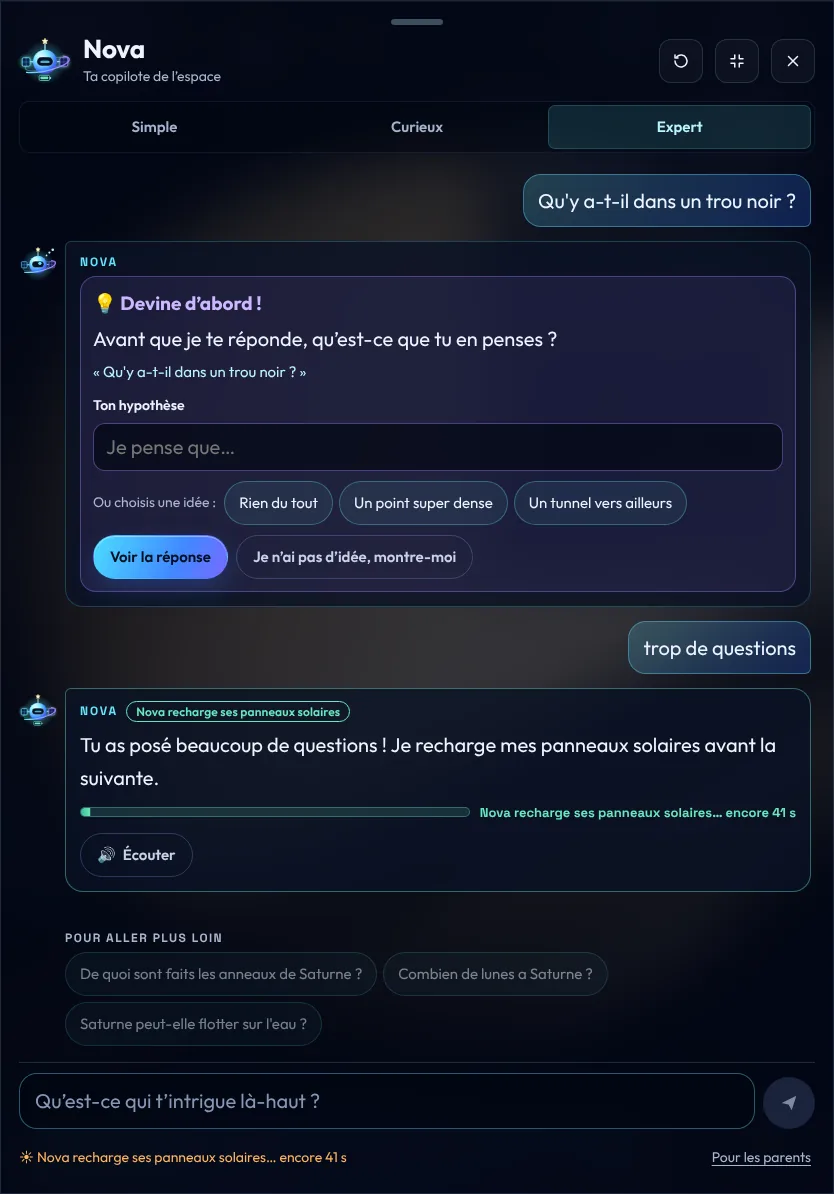 Nova
Ta copilote de l'espace
Simple
Curieux
Expert
Qu'y a-t-il dans un trou noir ?
NOVA
💡 Devine d’abord !
Avant que je te réponde, qu’est-ce que tu en penses ?
« Qu'y a-t-il dans un trou noir ? »
Ton hypothèse
Je pense que…
Ou choisis une idée :
Rien du tout
Un point super dense
Un tunnel vers ailleurs
Voir la réponse
Je n’ai pas d’idée, montre-moi
trop de questions
NOVA
Nova recharge ses panneaux solaires
Tu as posé beaucoup de questions ! Je recharge mes panneaux solaires avant la
suivante.
Nova recharge ses panneaux solaires… encore 41 s
🔊 Écouter
POUR ALLER PLUS LOIN
De quoi sont faits les anneaux de Saturne ?
Combien de lunes a Saturne ?
Saturne peut-elle flotter sur l'eau ?
Qu’est-ce qui t’intrigue là-haut ?
☀ Nova recharge ses panneaux solaires… encore 41 s
Pour les parents